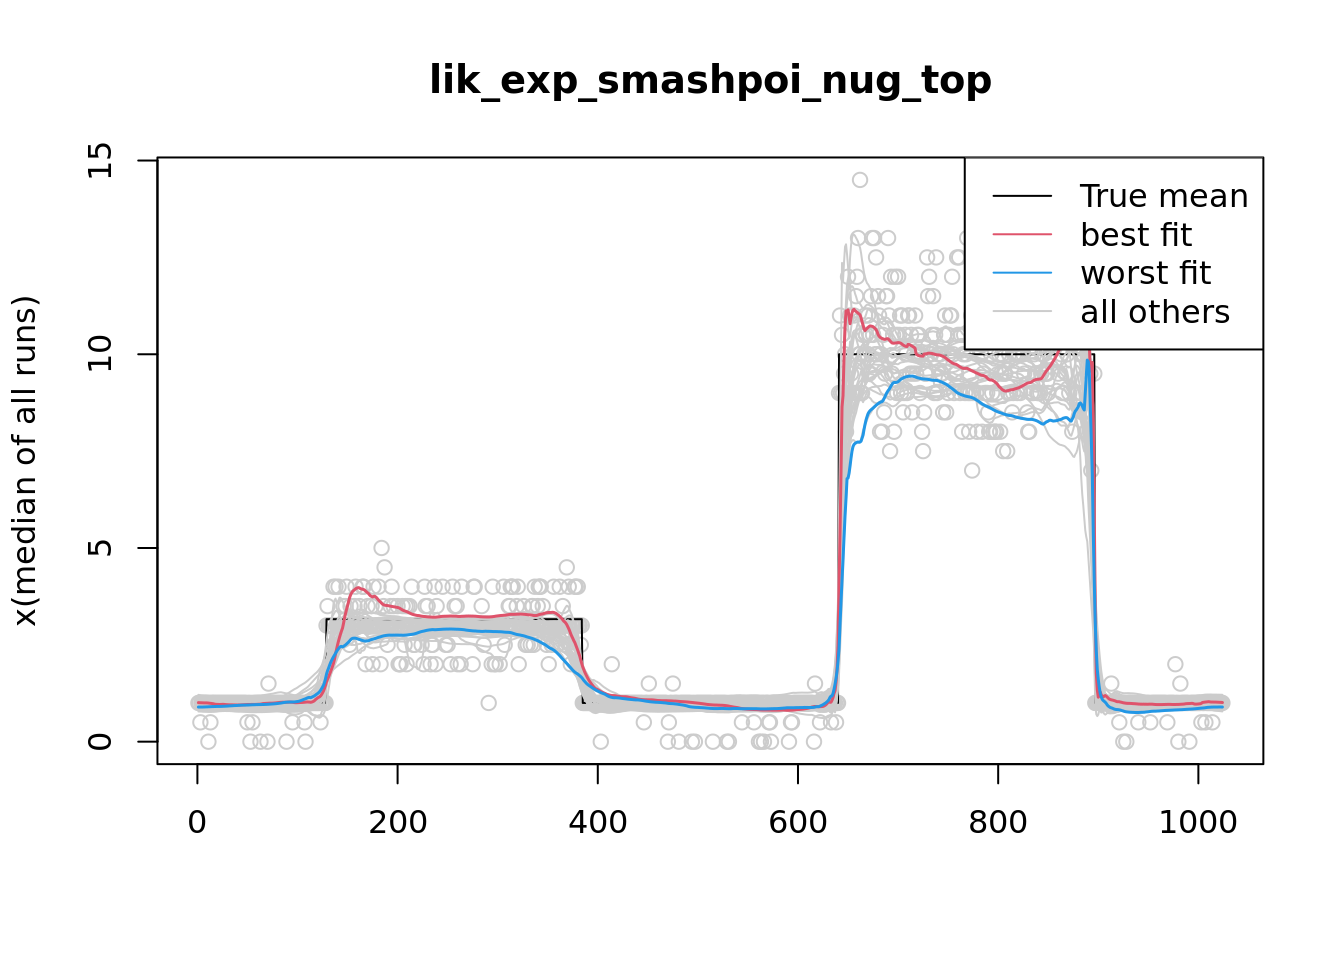 lik_exp_smashpoi_nug_top
x(median of all runs)
15
10
5
0
True mean
best fit
worst fit
all others
0 200 400 600 800 1000